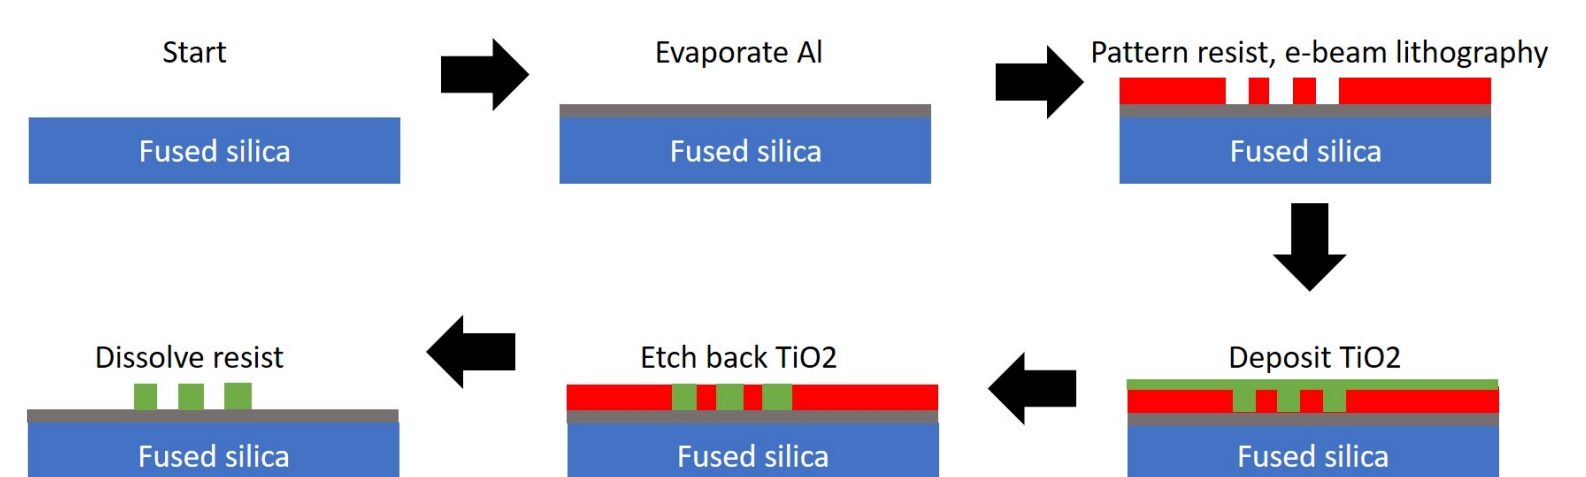 Start
Fused silica
Evaporate Al
Fused silica
Pattern resist, e-beam lithography
Fused silica
Deposit TiO2
Fused silica
Etch back TiO2
Fused silica
Dissolve resist
Fused silica